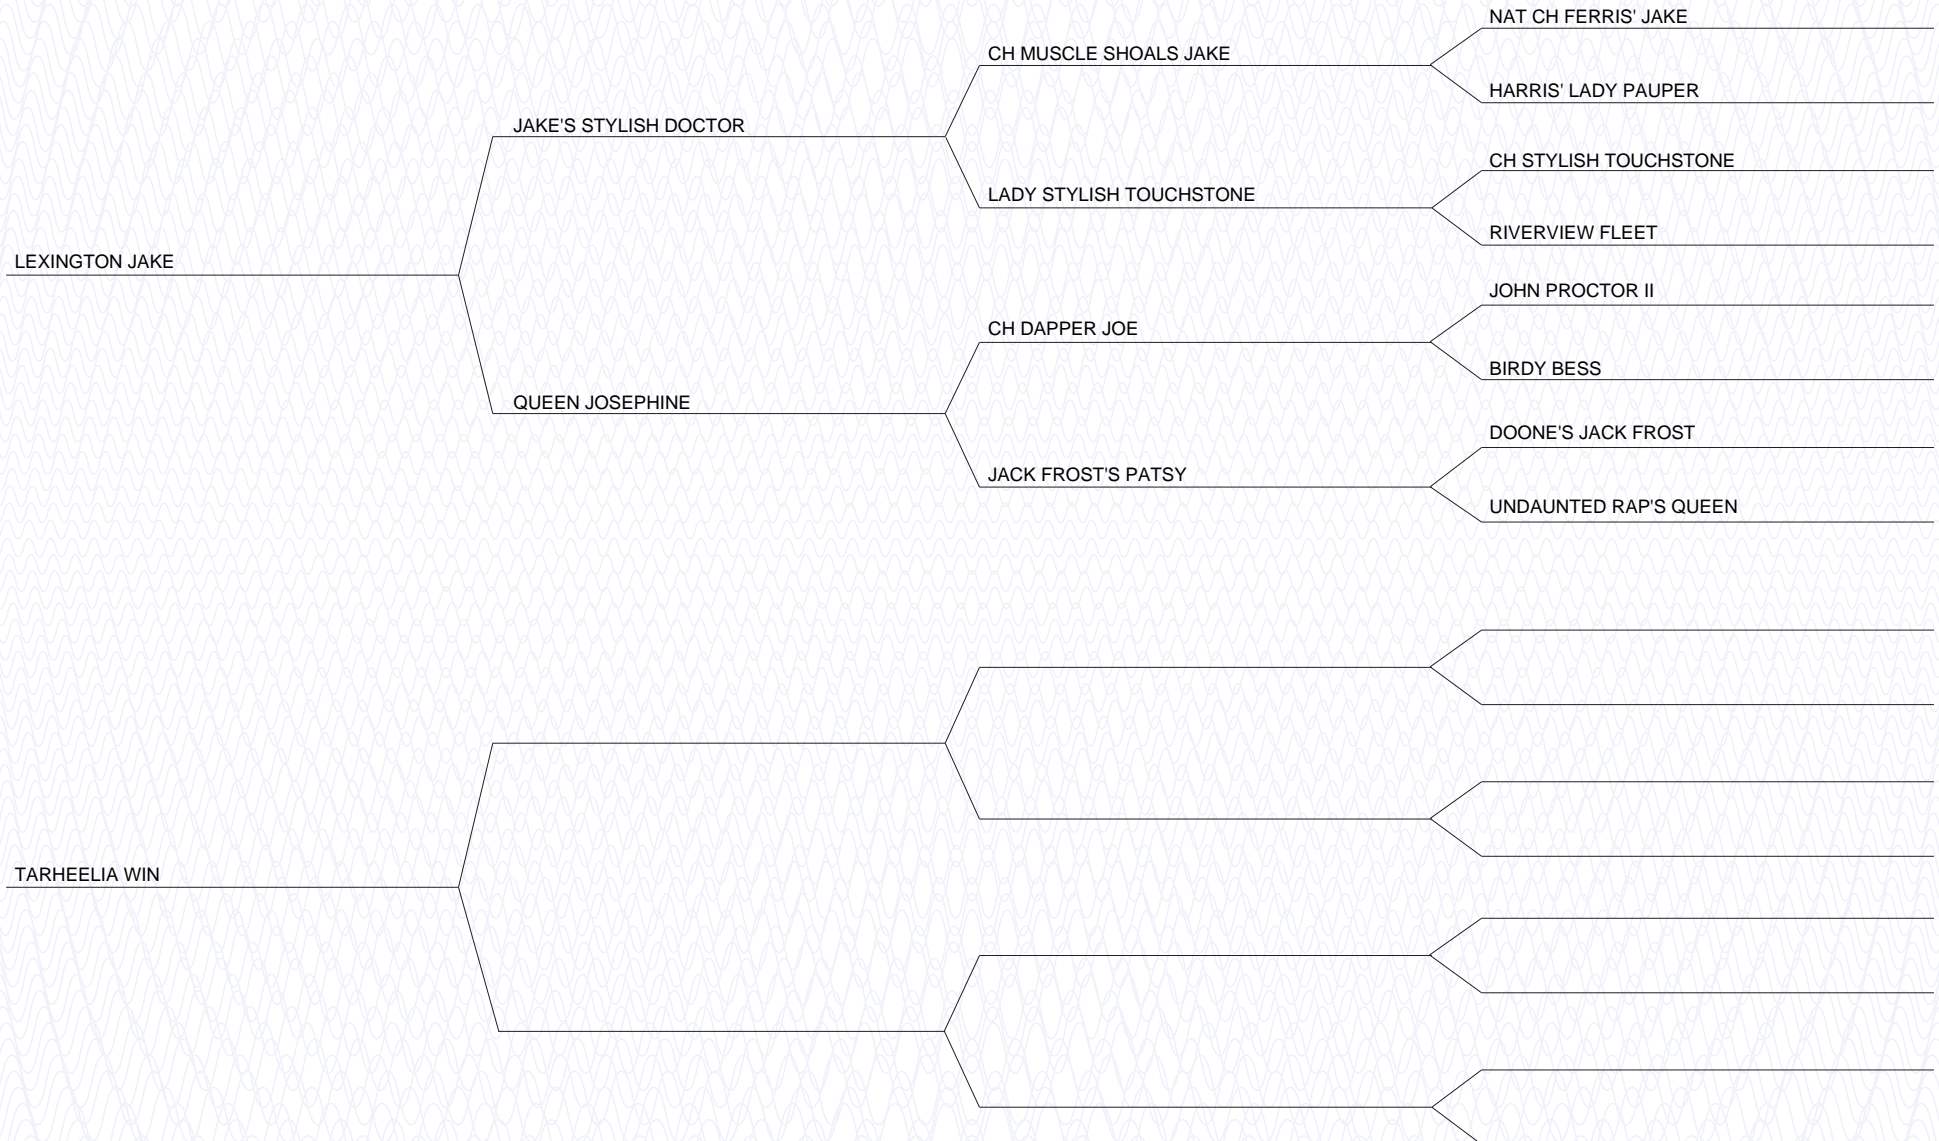 NAT CH FERRIS' JAKE
CH MUSCLE SHOALS JAKE
HARRIS' LADY PAUPER
JAKE'S STYLISH DOCTOR
CH STYLISH TOUCHSTONE
LADY STYLISH TOUCHSTONE
RIVERVIEW FLEET
LEXINGTON JAKE
JOHN PROCTOR II
CH DAPPER JOE
BIRDY BESS
QUEEN JOSEPHINE
DOONE'S JACK FROST
JACK FROST'S PATSY
UNDAUNTED RAP'S QUEEN
TARHEELIA WIN